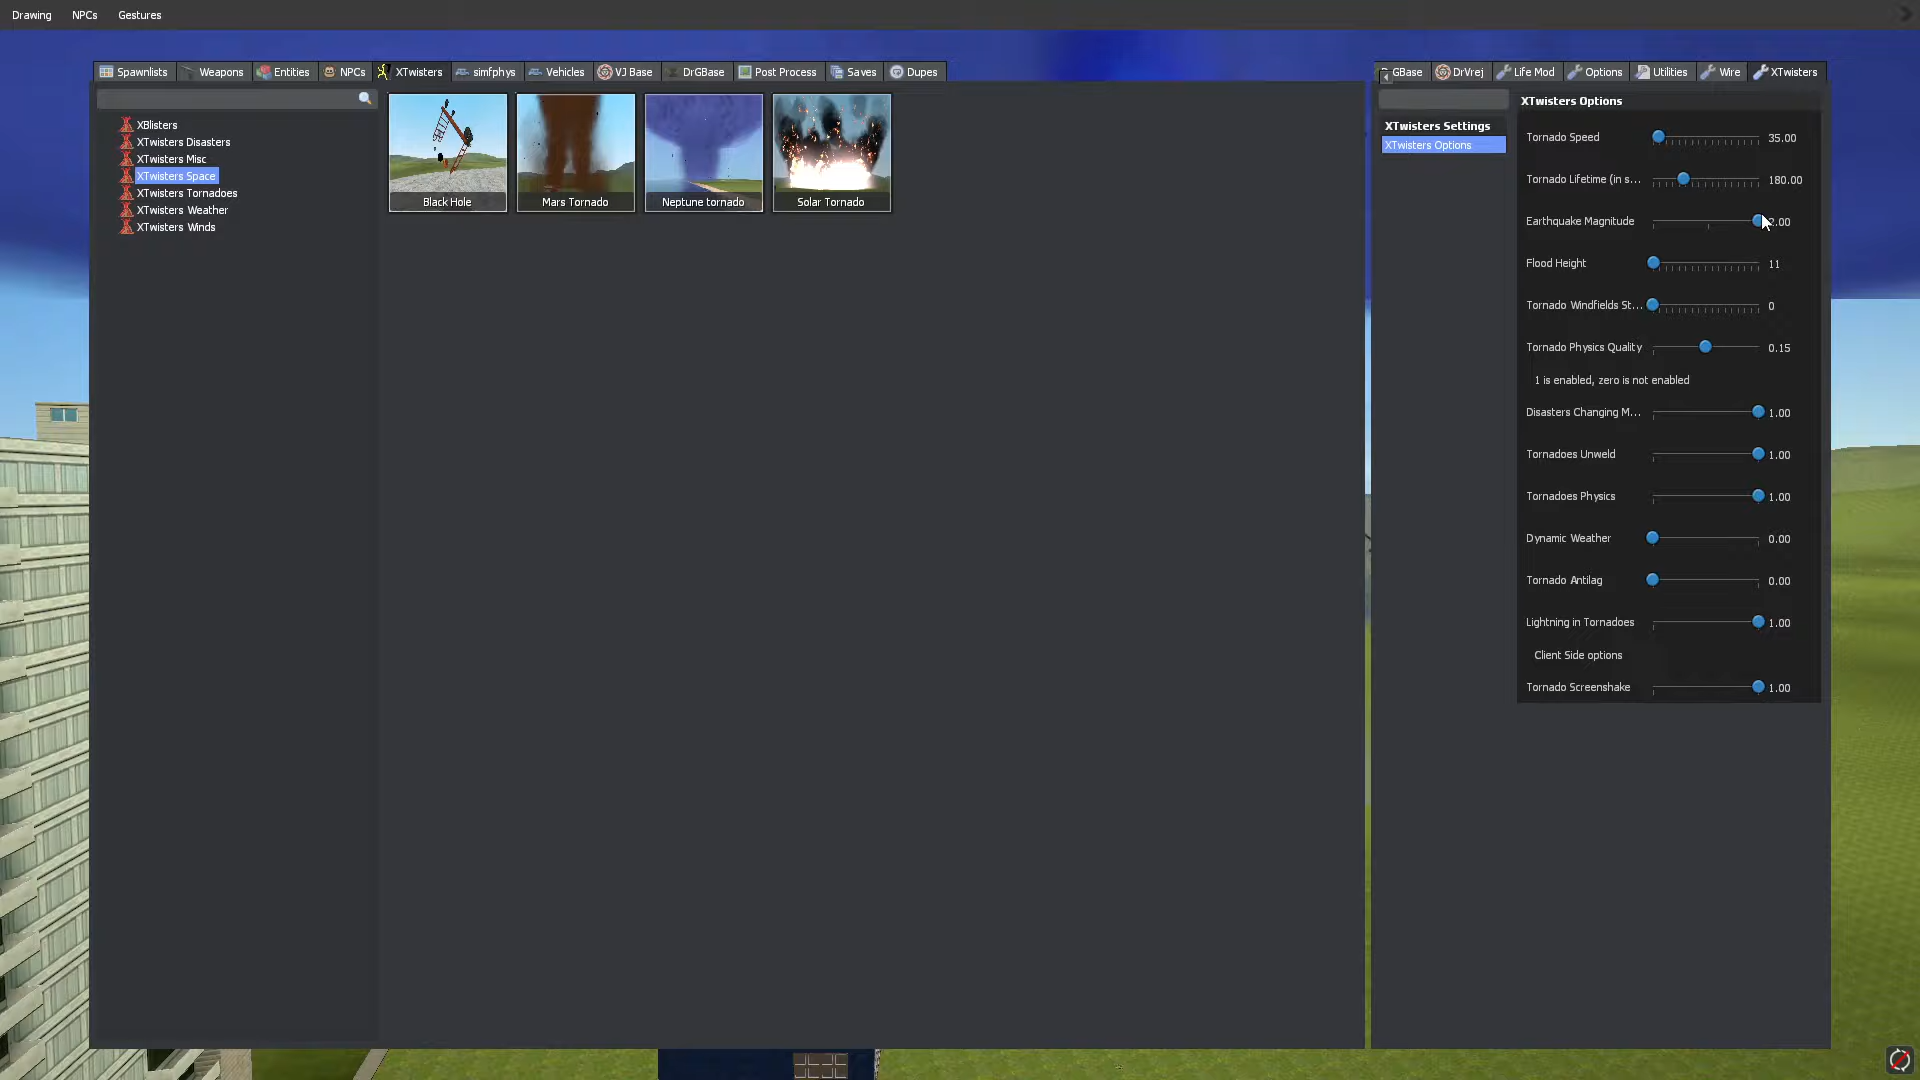 Drawing NPCs Gestures
Spawnlists Weapons Entities NPCs XTwisters simfphys Vehicles VJ Base DrGBase Post Process Saves Dupes
GBase DrVrej Life Mod Options Utilities Wire XTwisters
XBlisters
XTwisters Disasters
XTwisters Misc
XTwisters Space
XTwisters Tornadoes
XTwisters Weather
XTwisters Winds
Black Hole
Mars Tornado
Neptune tornado
Solar Tornado
XTwisters Settings
XTwisters Options
XTwisters Options
Tornado Speed 35.00
Tornado Lifetime (in s... 180.00
Earthquake Magnitude 2.00
Flood Height 11
Tornado Windfields St... 0
Tornado Physics Quality 0.15
1 is enabled, zero is not enabled
Disasters Changing M... 1.00
Tornadoes Unweld 1.00
Tornadoes Physics 1.00
Dynamic Weather 0.00
Tornado Antilag 0.00
Lightning in Tornadoes 1.00
Client Side options
Tornado Screenshake 1.00